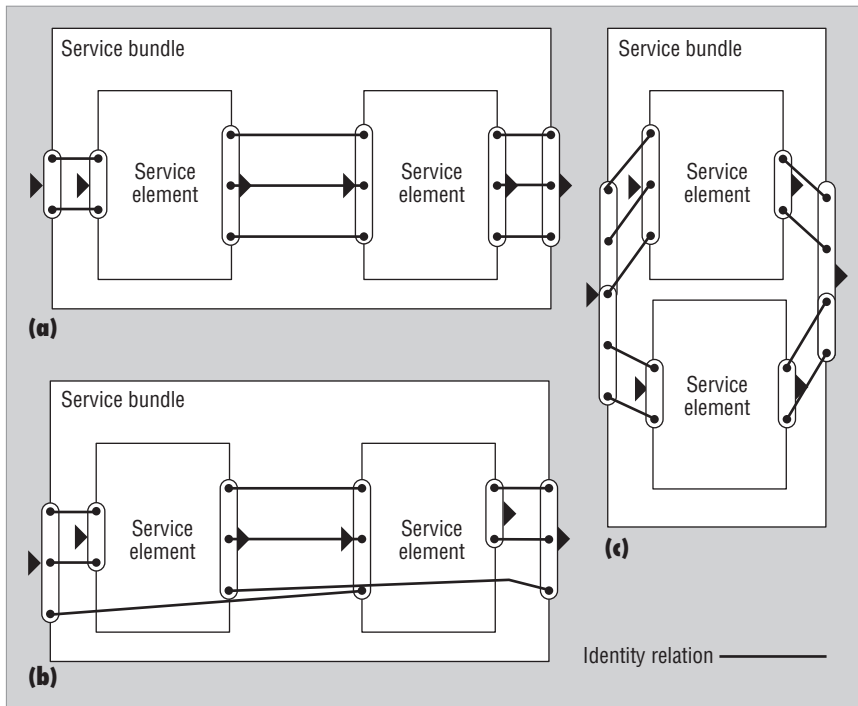 Service bundle
Service
element
Service
element
(a)
Service bundle
Service
element
Service
element
(b)
Service bundle
Service
element
Service
element
(c)
Identity relation